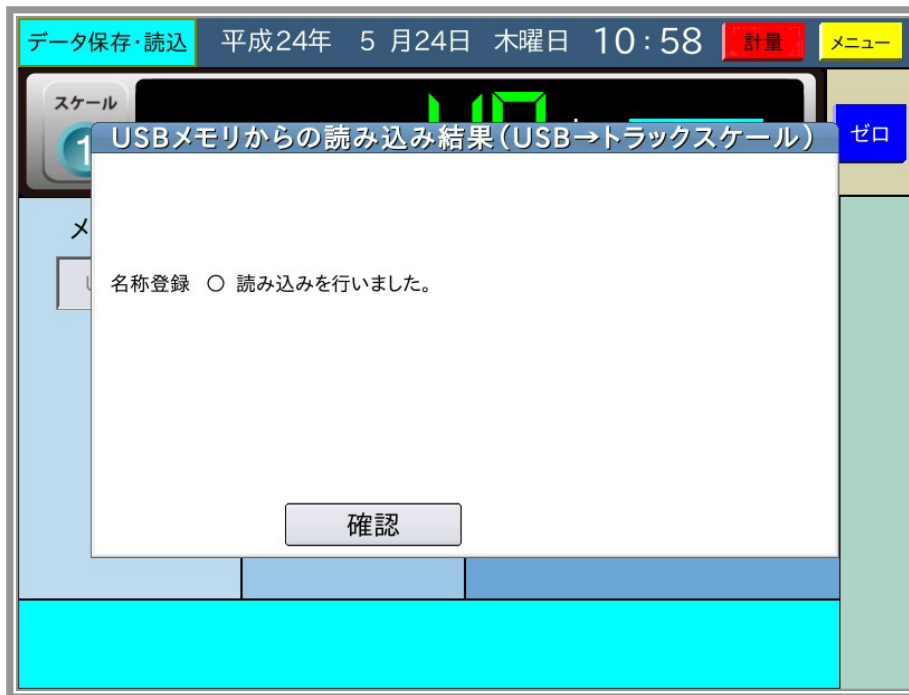 データ保存・読込 平成24年 5 月24日 木曜日 10:58 計量 メニュー
スケール
1
ゼロ
USBメモリからの読み込み結果(USB→トラックスケール)
メ
名称登録 ○ 読み込みを行いました。
確認